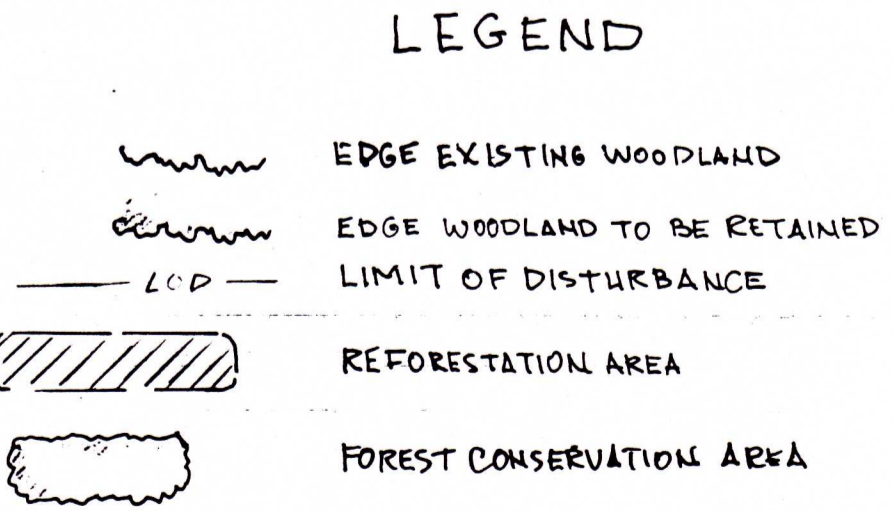 LEGEND
EDGE EXISTING WOODLAND
EDGE WOODLAND TO BE RETAINED
LOD LIMIT OF DISTURBANCE
REFORESTATION AREA
FOREST CONSERVATION AREA